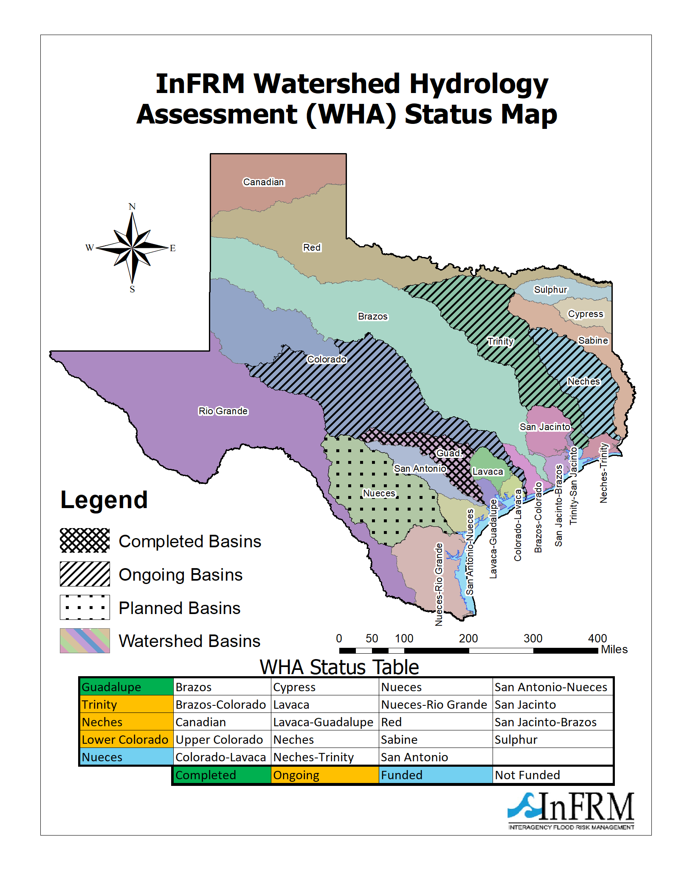 InFRM Watershed Hydrology
Assessment (WHA) Status Map
Canadian
N
W E
S
Red
Sulphur
Cypress
Brazos
Sabine
Trinity
Colorado
Neches
Rio Grande
San Jacinto
Guad.
San Antonio
Lavaca
Nueces
Neches-Trinity
Trinity-San Jacinto
San Jacinto-Brazos
Brazos-Colorado
Colorado-Lavaca
Lavaca-Guadalupe
San Antonio-Nueces
Nueces-Rio Grande
Legend
Completed Basins
Ongoing Basins
Planned Basins
Watershed Basins
0 50 100 200 300 400
Miles
WHA Status Table
Guadalupe Brazos Cypress Nueces San Antonio-Nueces
Trinity Brazos-Colorado Lavaca Nueces-Rio Grande San Jacinto
Neches Canadian Lavaca-Guadalupe Red San Jacinto-Brazos
Lower Colorado Upper Colorado Neches Sabine Sulphur
Nueces Colorado-Lavaca Neches-Trinity San Antonio
Completed Ongoing Funded Not Funded
InFRM
INTERAGENCY FLOOD RISK MANAGEMENT